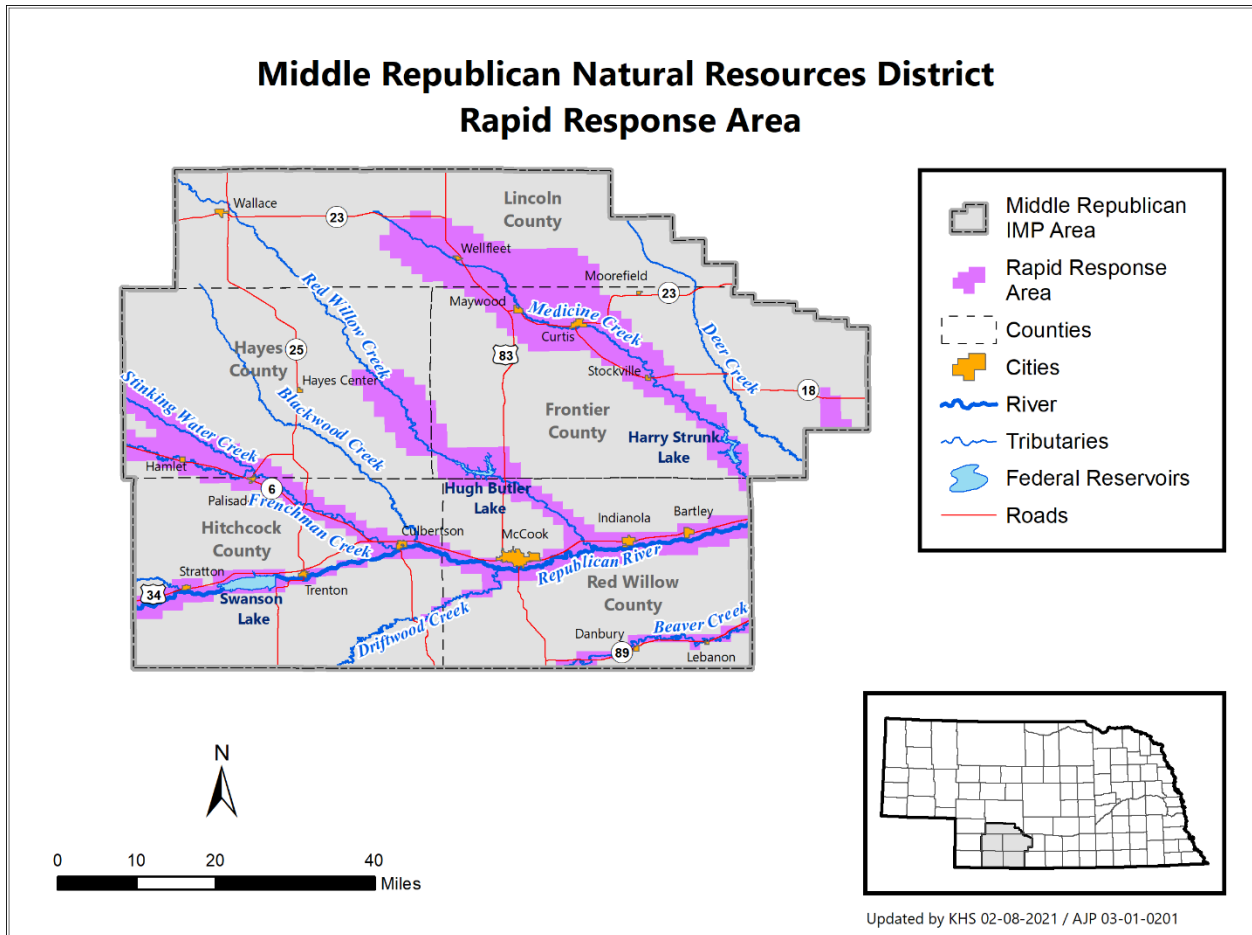 Middle Republican Natural Resources District
Rapid Response Area
Lincoln
County
Wallace
23
Wellfleet
Moorefield
23
Red Willow Creek
Maywood
Medicine Creek
Curtis
Deer Creek
Hayes
County
25
83
Stockville
Hayes Center
18
Stinking Water Creek
Blackwood Creek
Frontier
County
Harry Strunk
Lake
Hamlet
Palisad
6
Hugh Butler
Lake
Frenchman Creek
Hitchcock
County
Culbertson
McCook
Indianola
Bartley
Republican River
Stratton
34
Swanson
Lake
Trenton
Red Willow
County
Driftwood Creek
Danbury
Beaver Creek
89
Lebanon
Middle Republican
IMP Area
Rapid Response
Area
Counties
Cities
River
Tributaries
Federal Reservoirs
Roads
N
0 10 20 40
Miles
Updated by KHS 02-08-2021 / AJP 03-01-0201